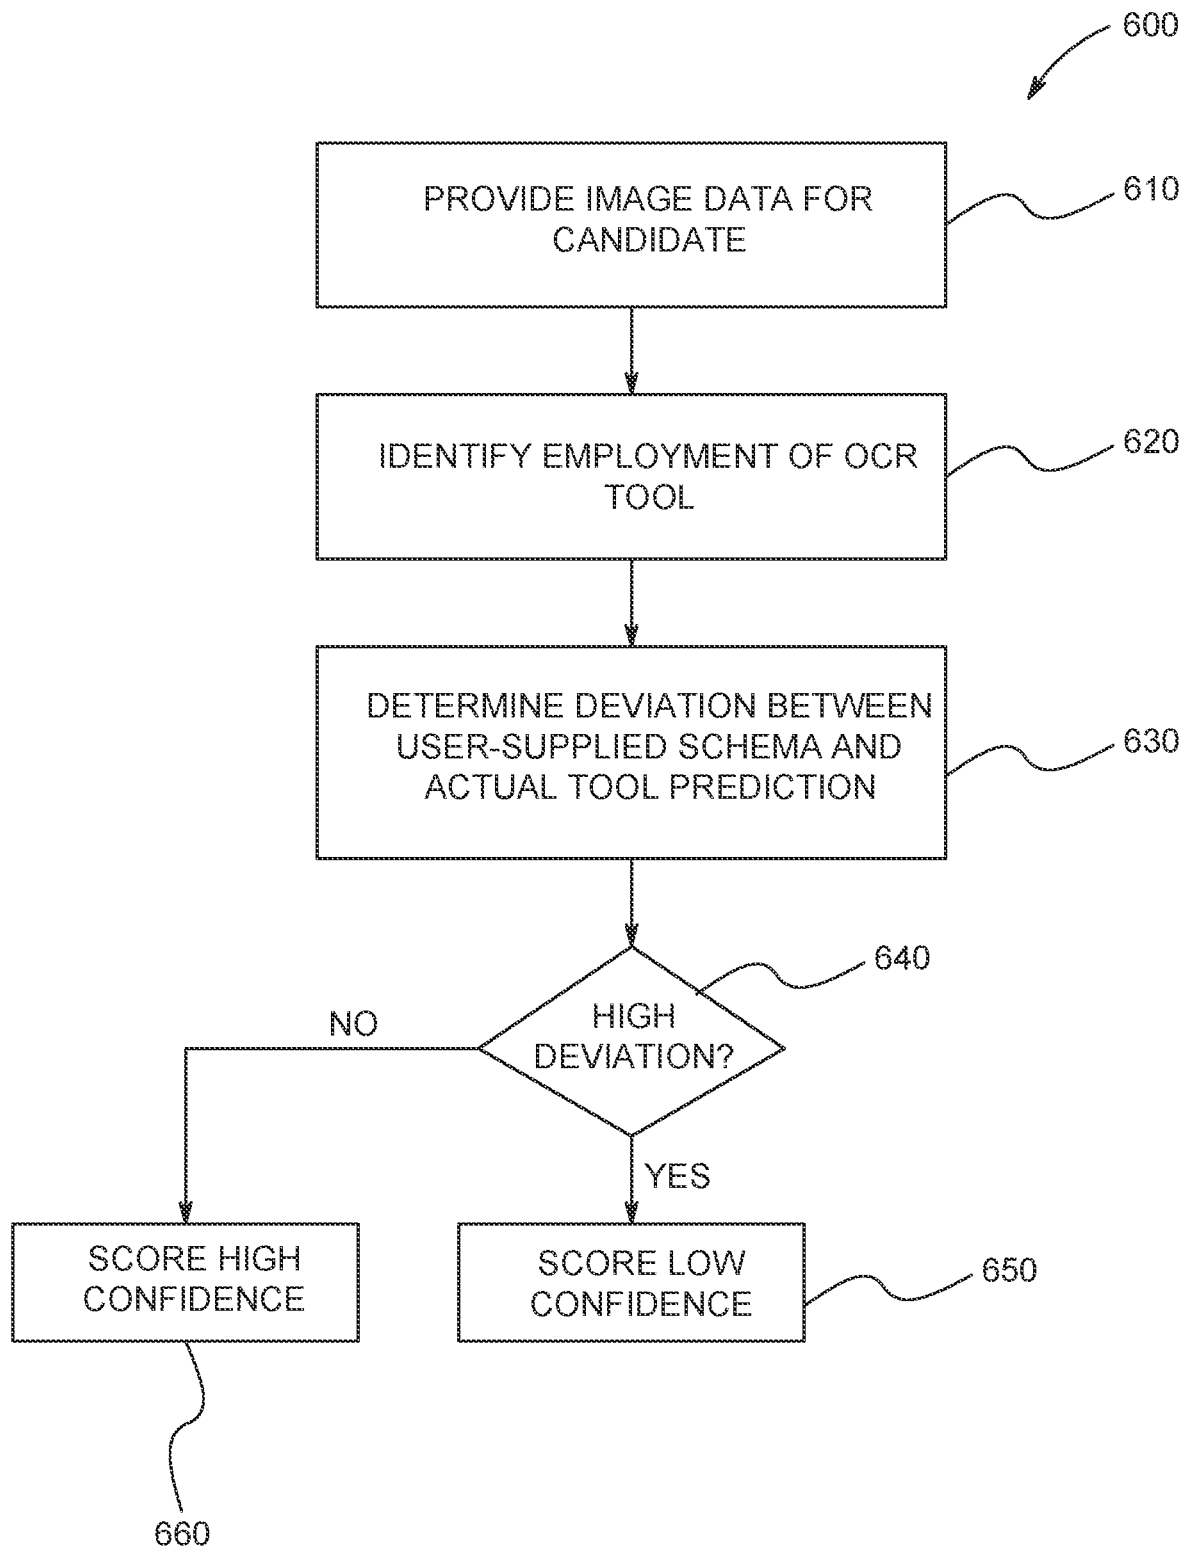 600
PROVIDE IMAGE DATA FOR
CANDIDATE
610
IDENTIFY EMPLOYMENT OF OCR
TOOL
620
DETERMINE DEVIATION BETWEEN
USER-SUPPLIED SCHEMA AND
ACTUAL TOOL PREDICTION
630
640
HIGH
DEVIATION?
NO
YES
SCORE HIGH
CONFIDENCE
SCORE LOW
CONFIDENCE
650
660